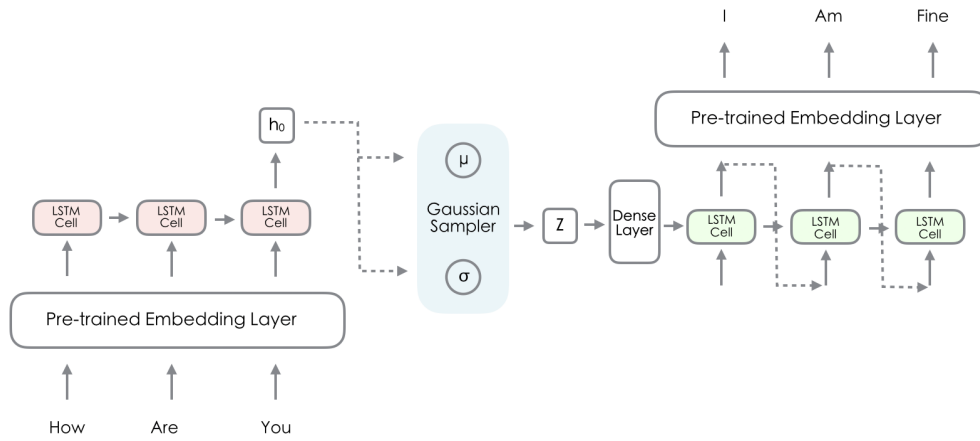 I
Am
Fine
Pre-trained Embedding Layer
h₀
μ
Gaussian
Sampler
σ
Z
Dense
Layer
LSTM
Cell
LSTM
Cell
LSTM
Cell
LSTM
Cell
LSTM
Cell
LSTM
Cell
Pre-trained Embedding Layer
How
Are
You